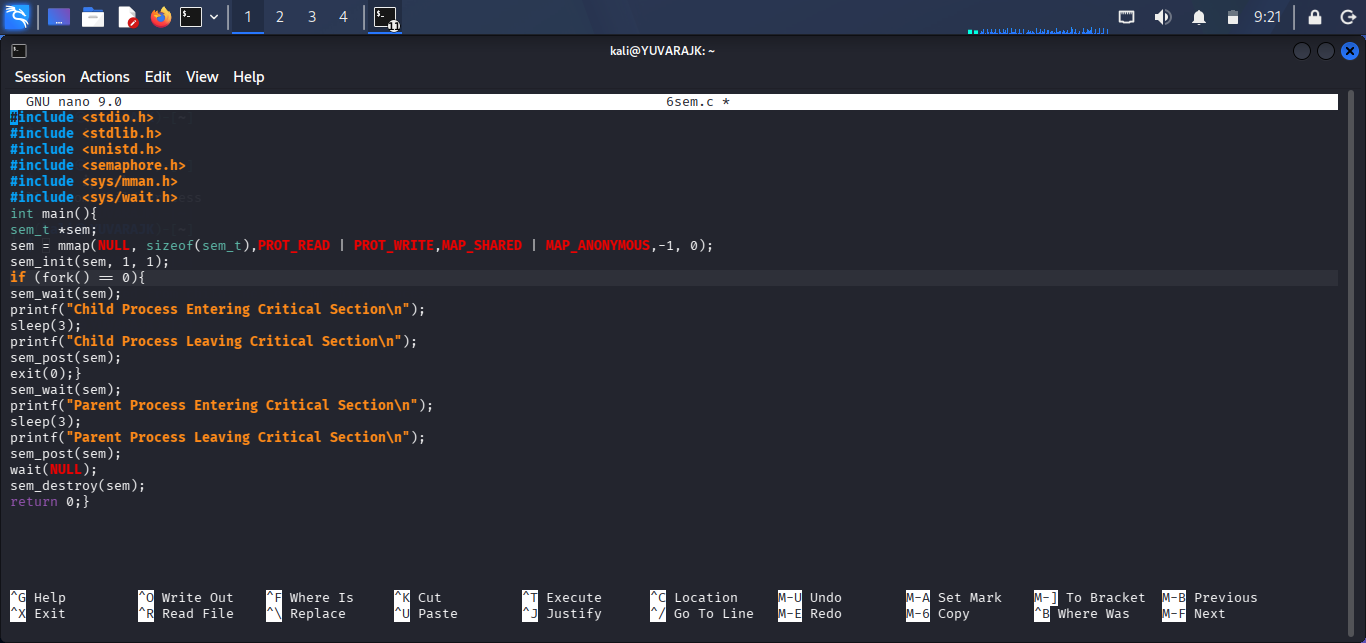 1 2 3 4 11 9:21
kali@YUVARAJK: ~
Session Actions Edit View Help
GNU nano 9.0 6sem.c *
#include <stdio.h>
#include <stdlib.h>
#include <unistd.h>
#include <semaphore.h>
#include <sys/mman.h>
#include <sys/wait.h>
int main(){
sem_t *sem;
sem = mmap(NULL, sizeof(sem_t),PROT_READ | PROT_WRITE,MAP_SHARED | MAP_ANONYMOUS,-1, 0);
sem_init(sem, 1, 1);
if (fork() == 0){
sem_wait(sem);
printf("Child Process Entering Critical Section\n");
sleep(3);
printf("Child Process Leaving Critical Section\n");
sem_post(sem);
exit(0);}
sem_wait(sem);
printf("Parent Process Entering Critical Section\n");
sleep(3);
printf("Parent Process Leaving Critical Section\n");
sem_post(sem);
wait(NULL);
sem_destroy(sem);
return 0;}
^G Help ^O Write Out ^F Where Is ^K Cut ^T Execute ^C Location M-U Undo M-A Set Mark M-] To Bracket M-B Previous
^X Exit ^R Read File ^\ Replace ^U Paste ^J Justify ^/ Go To Line M-E Redo M-6 Copy ^B Where Was M-F Next